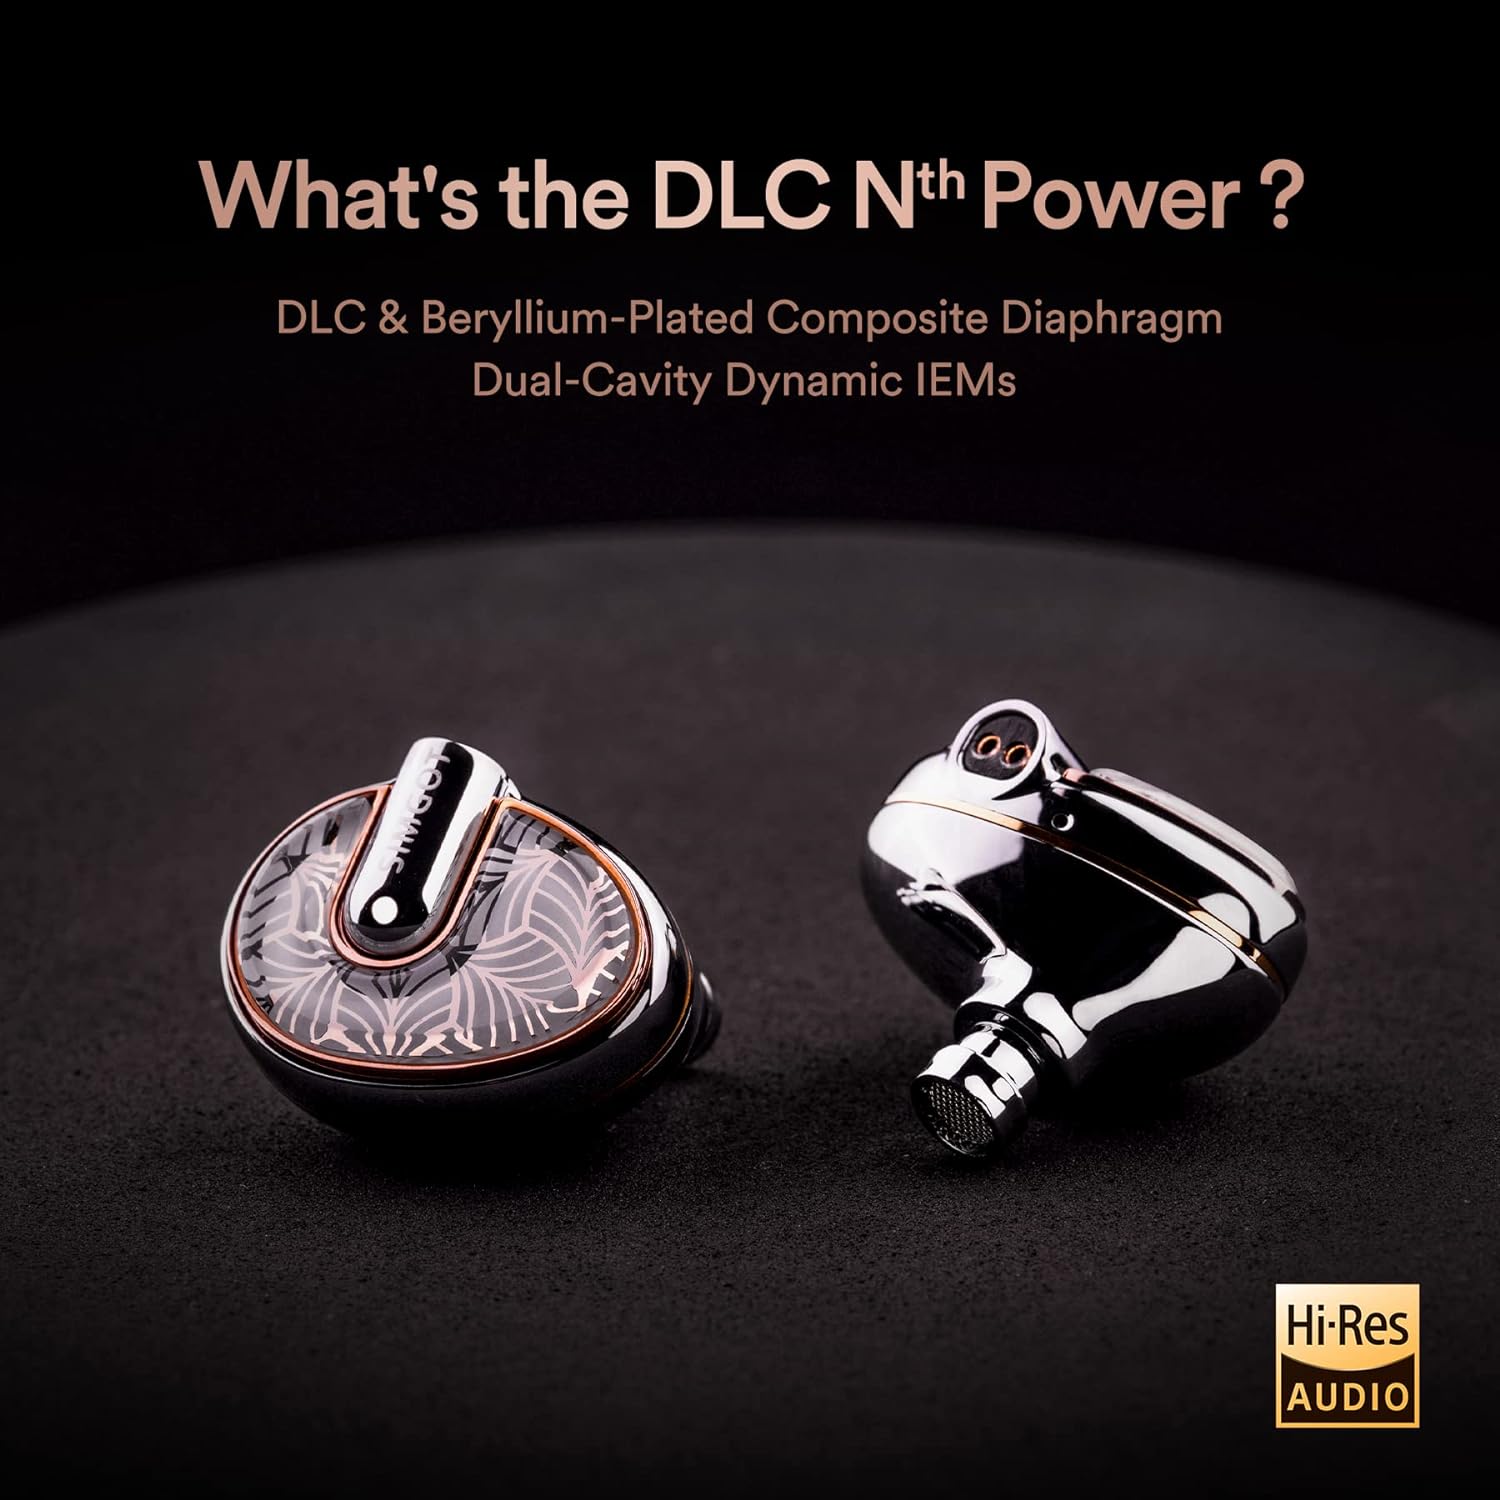 What's the DLC Nth Power ?
DLC & Beryllium-Plated Composite Diaphragm
Dual-Cavity Dynamic IEMs
SIMGOT
Hi-Res
AUDIO